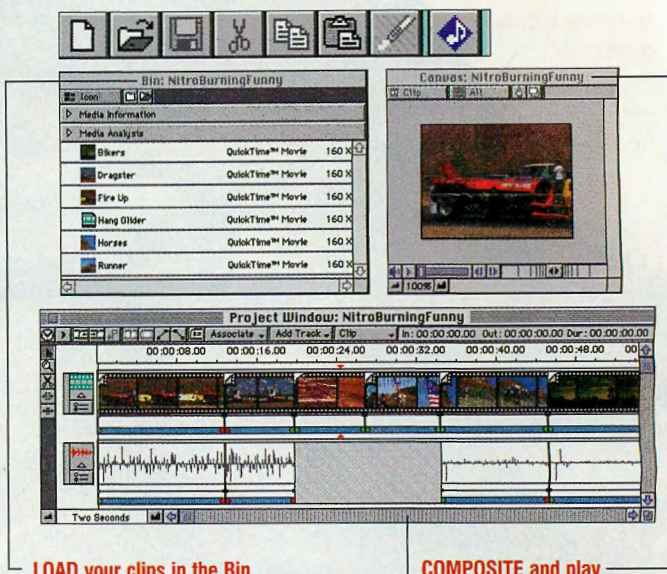 Bin: NitroBurningFunny
Icon
Media Information
Media Analysis
Bikers QuickTime™ Movie 160 X
Dragster QuickTime™ Movie 160 X
Fire Up QuickTime™ Movie 160 X
Hang Glider QuickTime™ Movie 160 X
Horses QuickTime™ Movie 160 X
Runner QuickTime™ Movie 160 X
Canvas: NitroBurningFunny
Clip All
100%
Project Window: NitroBurningFunny
Associate Add Track Clip In: 00:00:00.00 Out: 00:00:00.00 Dur: 00:00:00.00
00:00:08.00 00:00:16.00 00:00:24.00 00:00:32.00 00:00:40.00 00:00:48.00 00
Two Seconds
LOAD your clips in the Bin
COMPOSITE and play